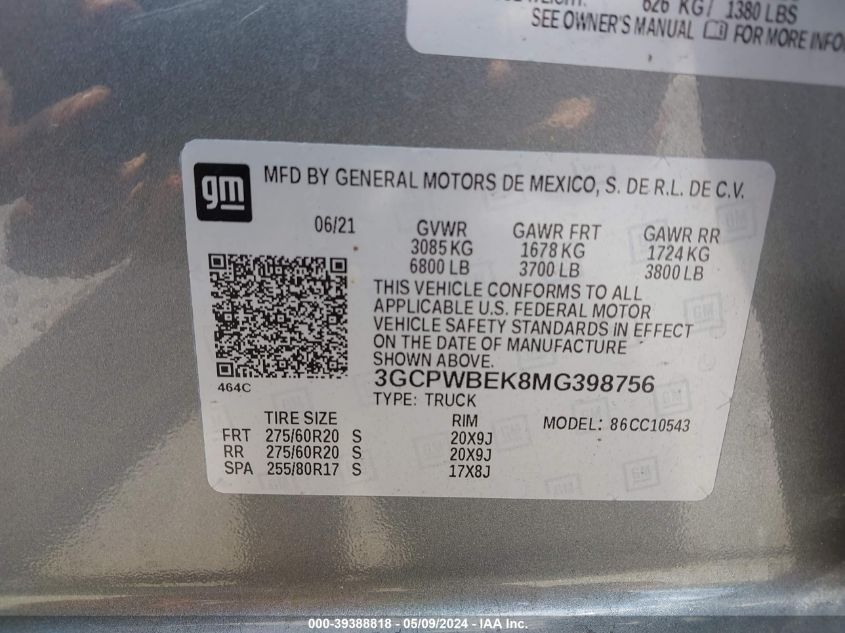 626 KG/ 1380 LBS
SEE OWNER'S MANUAL FOR MORE
gm
MFD BY GENERAL MOTORS DE MEXICO, S. DE R.L. DE C.V.
06/21
GVWR GAWR FRT GAWR RR
3085 KG 1678 KG 1724 KG
6800 LB 3700 LB 3800 LB
THIS VEHICLE CONFORMS TO ALL
APPLICABLE U.S. FEDERAL MOTOR
VEHICLE SAFETY STANDARDS IN EFFECT
ON THE DATE OF MANUFACTURE
SHOWN ABOVE.
464C
3GCPWBEK8MG398756
TYPE: TRUCK
TIRE SIZE RIM MODEL: 86CC10543
FRT 275/60R20 S 20X9J
RR 275/60R20 S 20X9J
SPA 255/80R17 S 17X8J
000-39388818 - 05/09/2024 - IAA Inc.